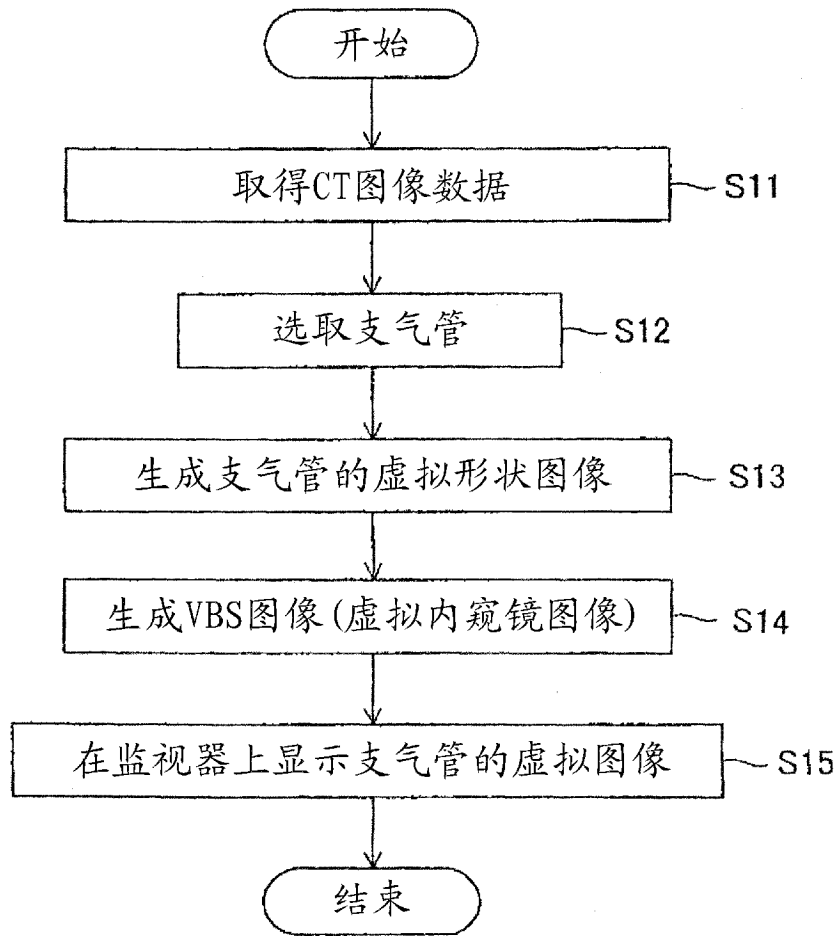 开始
取得CT图像数据
S11
选取支气管
S12
生成支气管的虚拟形状图像
S13
生成VBS图像(虚拟内窥镜图像)
S14
在监视器上显示支气管的虚拟图像
S15
结束